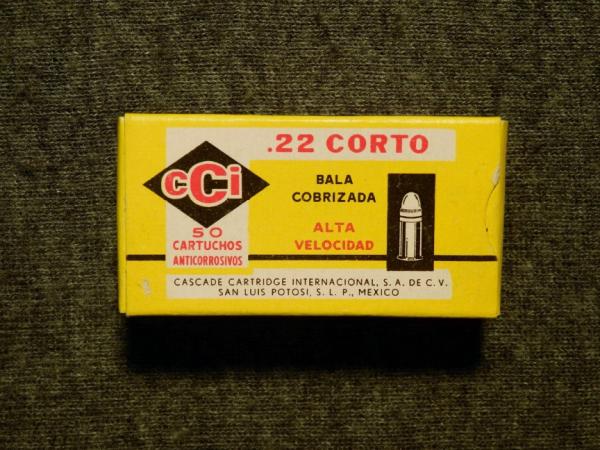 .22 CORTO
CCi
BALA
COBRIZADA
50
CARTUCHOS
ANTICORROSIVOS
ALTA
VELOCIDAD
CASCADE CARTRIDGE INTERNACIONAL, S. A. DE C. V.
SAN LUIS POTOSI, S. L. P., MEXICO